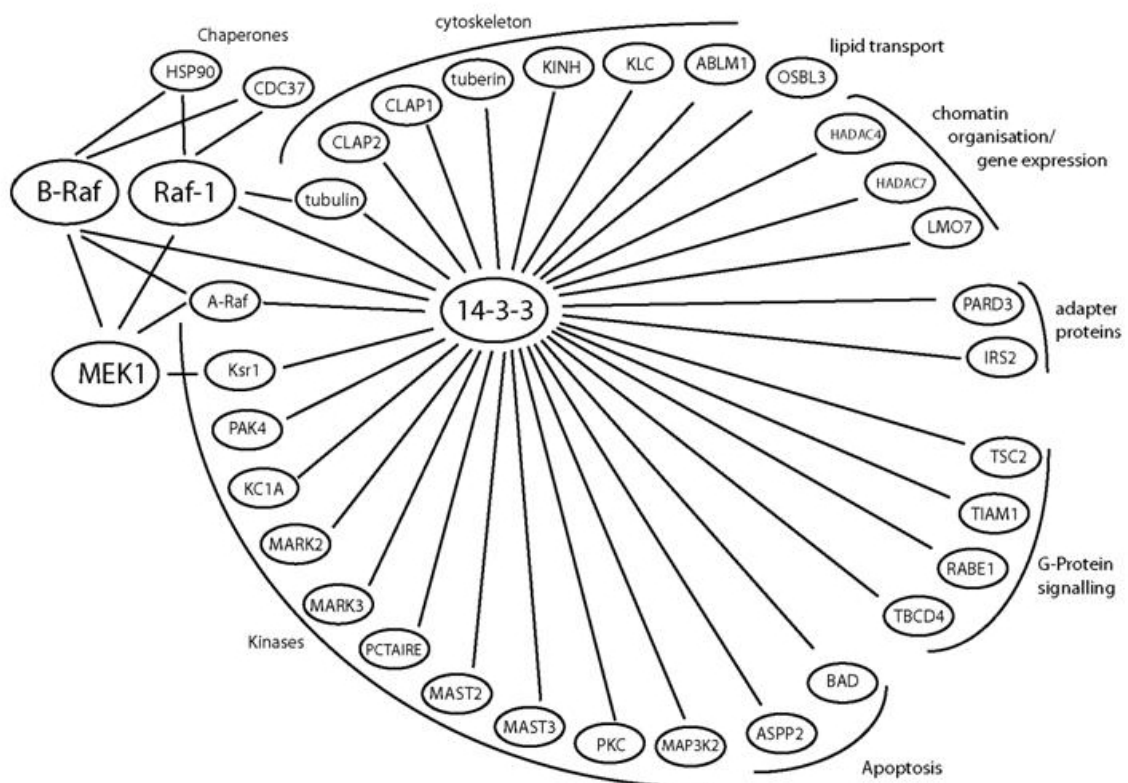 cytoskeleton
Chaperones
lipid transport
HSP90
CDC37
CLAP2
CLAP1
tuberin
KINH
KLC
ABLM1
OSBL3
chomatin
organisation/
gene expression
HADAC4
HADAC7
LMO7
B-Raf
Raf-1
tubulin
14-3-3
A-Raf
MEK1
Ksr1
PARD3
IRS2
adapter
proteins
PAK4
KC1A
MARK2
MARK3
PCTAIRE
MAST2
MAST3
PKC
MAP3K2
Kinases
TSC2
TIAM1
RABE1
TBCD4
G-Protein
signalling
BAD
ASPP2
Apoptosis